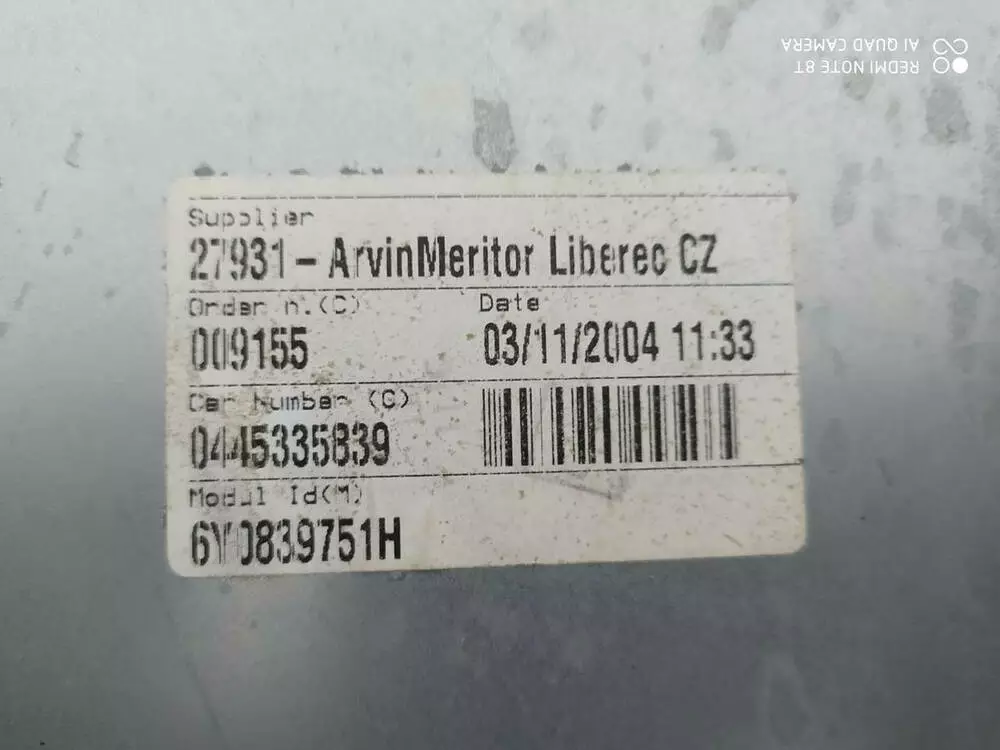 REDMI NOTE 8T
AI QUAD CAMERA
Supplier
27931 - ArvinMeritor Liberec CZ
Order n.(C) Date
009155 03/11/2004 11:33
Car Number (C)
0445335839
Modul Id(M)
6Y0839751H